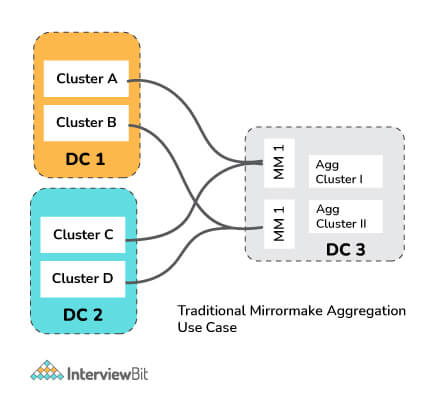 Cluster A
Cluster B
DC 1
Cluster C
Cluster D
DC 2
MM 1
Agg
Cluster I
MM 1
Agg
Cluster II
DC 3
Traditional Mirrormake Aggregation
Use Case
InterviewBit